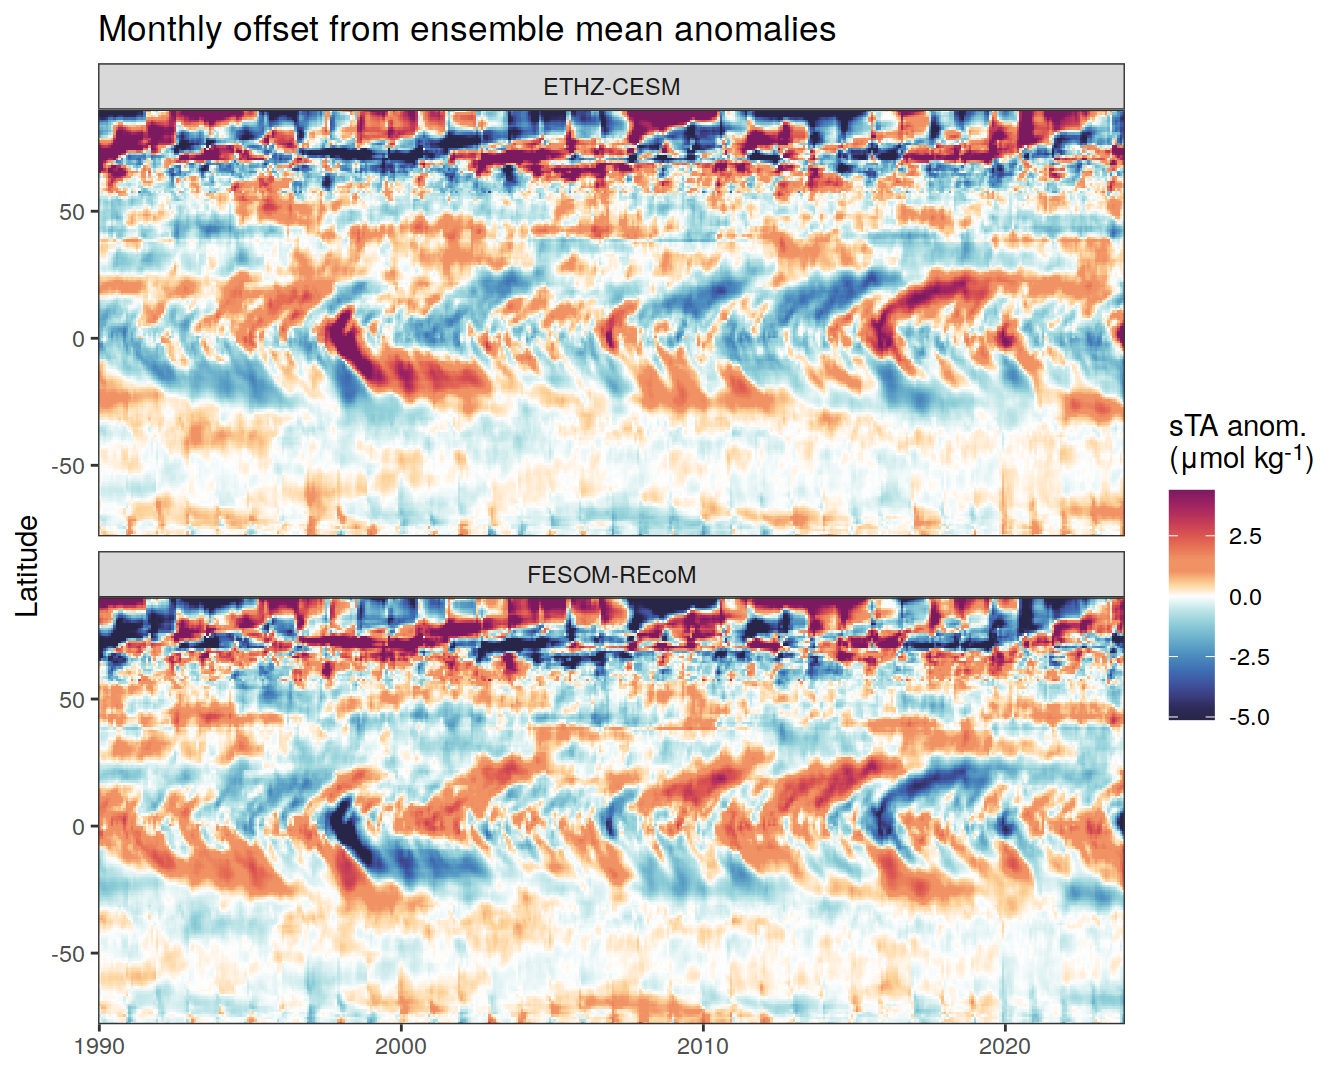 Monthly offset from ensemble mean anomalies
ETHZ-CESM
50
0
-50
Latitude
FESOM-REcoM
50
0
-50
1990
2000
2010
2020
sTA anom.
(μmol kg⁻¹)
2.5
0.0
-2.5
-5.0